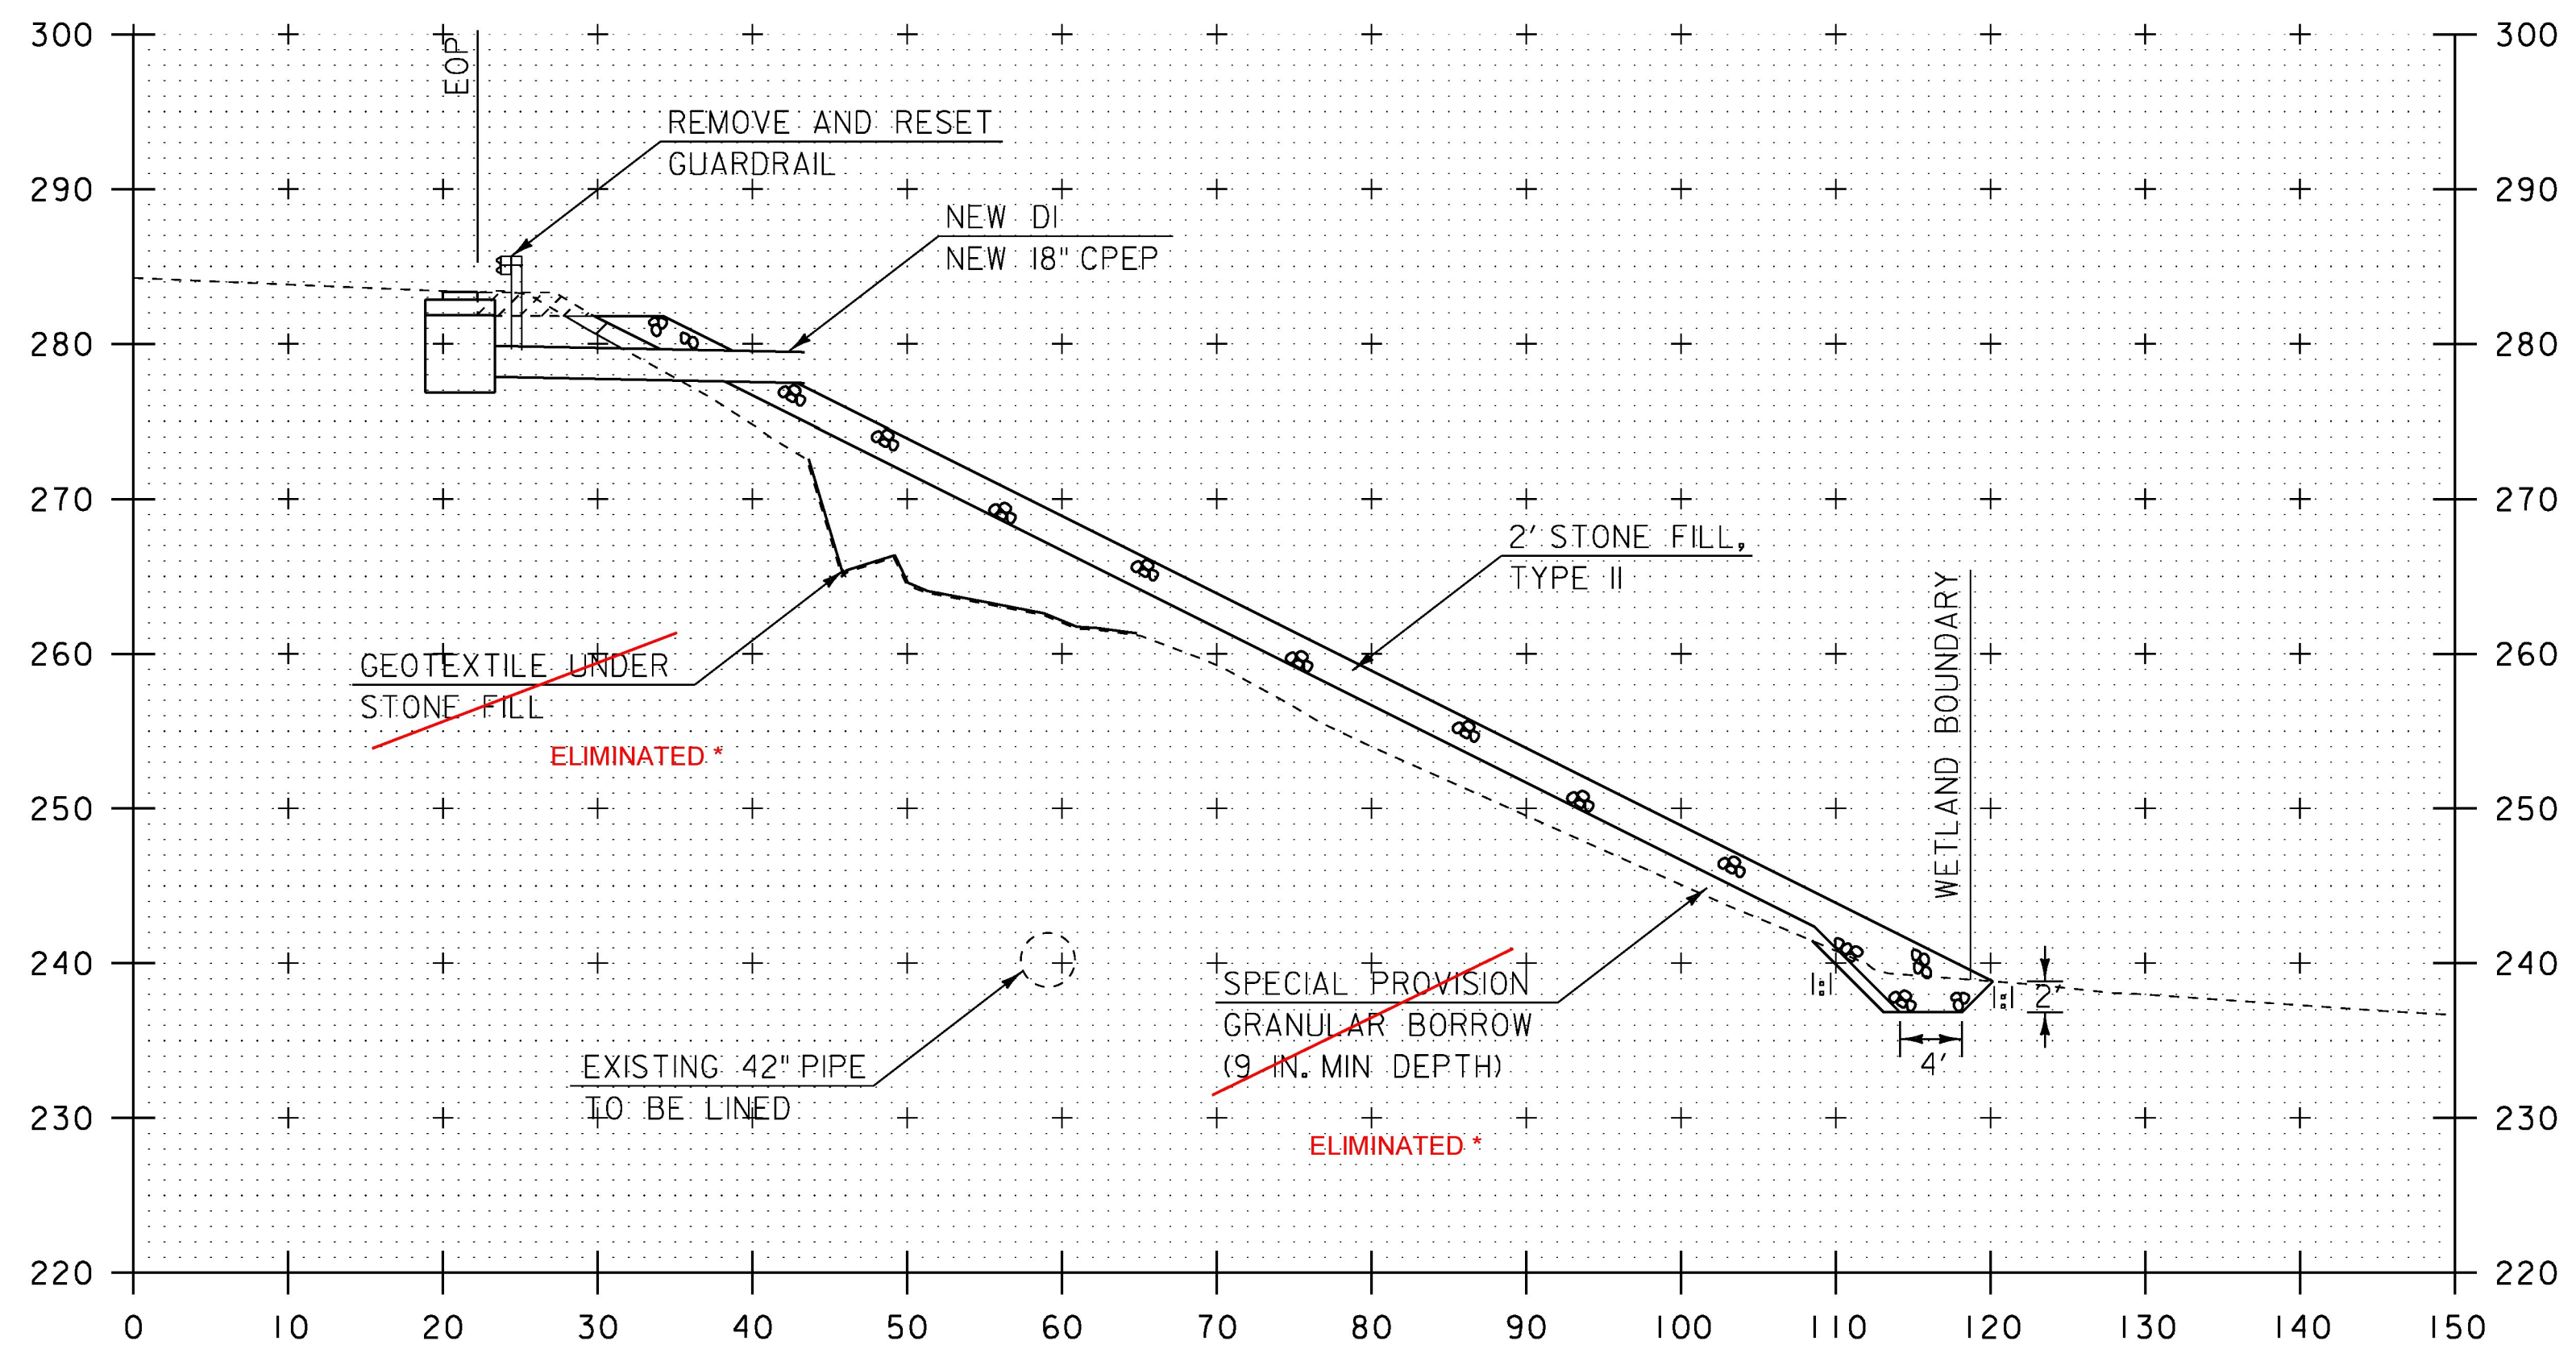 300
300
EOP
REMOVE AND RESET
GUARDRAIL
290
290
NEW DI
NEW 18" CPEP
280
280
270
270
2' STONE FILL,
TYPE II
WETLAND BOUNDARY
260
260
GEOTEXTILE UNDER
STONE FILL
ELIMINATED *
250
250
240
240
SPECIAL PROVISION
GRANULAR BORROW
(9 IN. MIN DEPTH)
1:1
1:1
2'
4'
EXISTING 42" PIPE
TO BE LINED
230
230
ELIMINATED *
220
220
0 10 20 30 40 50 60 70 80 90 100 110 120 130 140 150